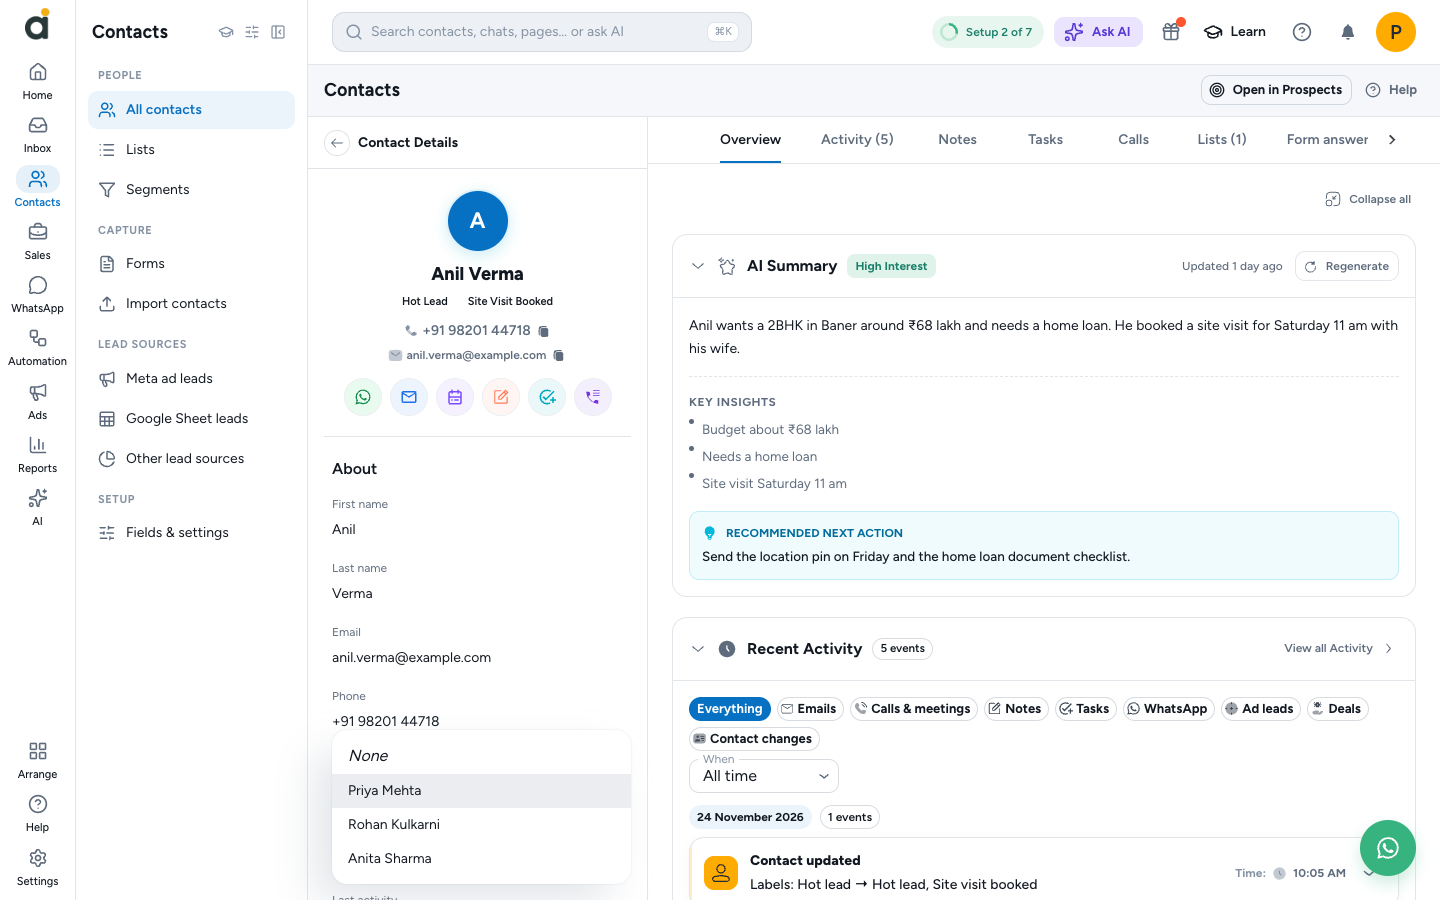 Home
Inbox
Contacts
Sales
WhatsApp
Automation
Ads
Reports
AI
Arrange
Help
Settings
Contacts
PEOPLE
All contacts
Lists
Segments
CAPTURE
Forms
Import contacts
LEAD SOURCES
Meta ad leads
Google Sheet leads
Other lead sources
SETUP
Fields & settings
Search contacts, chats, pages... or ask AI
⌘K
Setup 2 of 7
Ask AI
Learn
P
Contacts
Open in Prospects
Help
Contact Details
A
Anil Verma
Hot Lead Site Visit Booked
+91 98201 44718
anil.verma@example.com
About
First name
Anil
Last name
Verma
Email
anil.verma@example.com
Phone
+91 98201 44718
None
Priya Mehta
Rohan Kulkarni
Anita Sharma
Last activity
Overview Activity (5) Notes Tasks Calls Lists (1) Form answer
Collapse all
AI Summary High Interest Updated 1 day ago Regenerate
Anil wants a 2BHK in Baner around ₹68 lakh and needs a home loan. He booked a site visit for Saturday 11 am with
his wife.
KEY INSIGHTS
Budget about ₹68 lakh
Needs a home loan
Site visit Saturday 11 am
RECOMMENDED NEXT ACTION
Send the location pin on Friday and the home loan document checklist.
Recent Activity 5 events View all Activity
Everything Emails Calls & meetings Notes Tasks WhatsApp Ad leads Deals
Contact changes
When
All time
24 November 2026 1 events
Contact updated
Labels: Hot lead → Hot lead, Site visit booked
Time: 10:05 AM